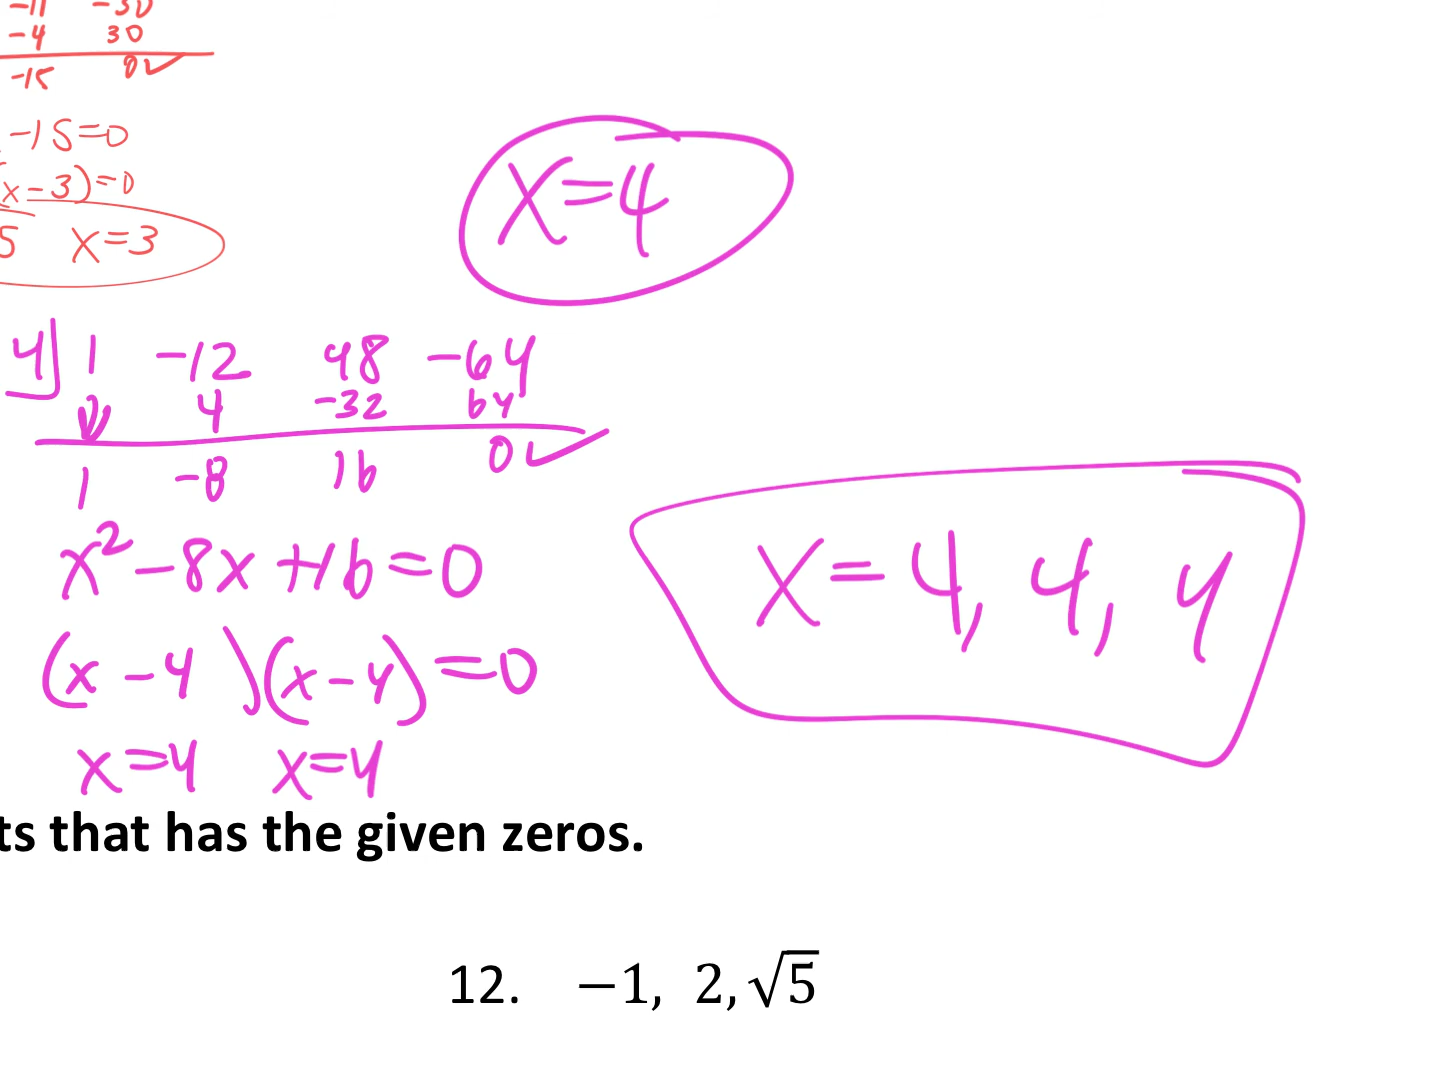 -11 -30
-4 30
-15 0✓
-15=0
(x-3)=0
5 x=3
x=4
4 1 -12 48 -64
4 -32 64
1 -8 16 0✓
x²-8x+16=0
(x-4)(x-4)=0
x=4 x=4
x=4, 4, 4
ts that has the given zeros.
12. −1, 2, √5